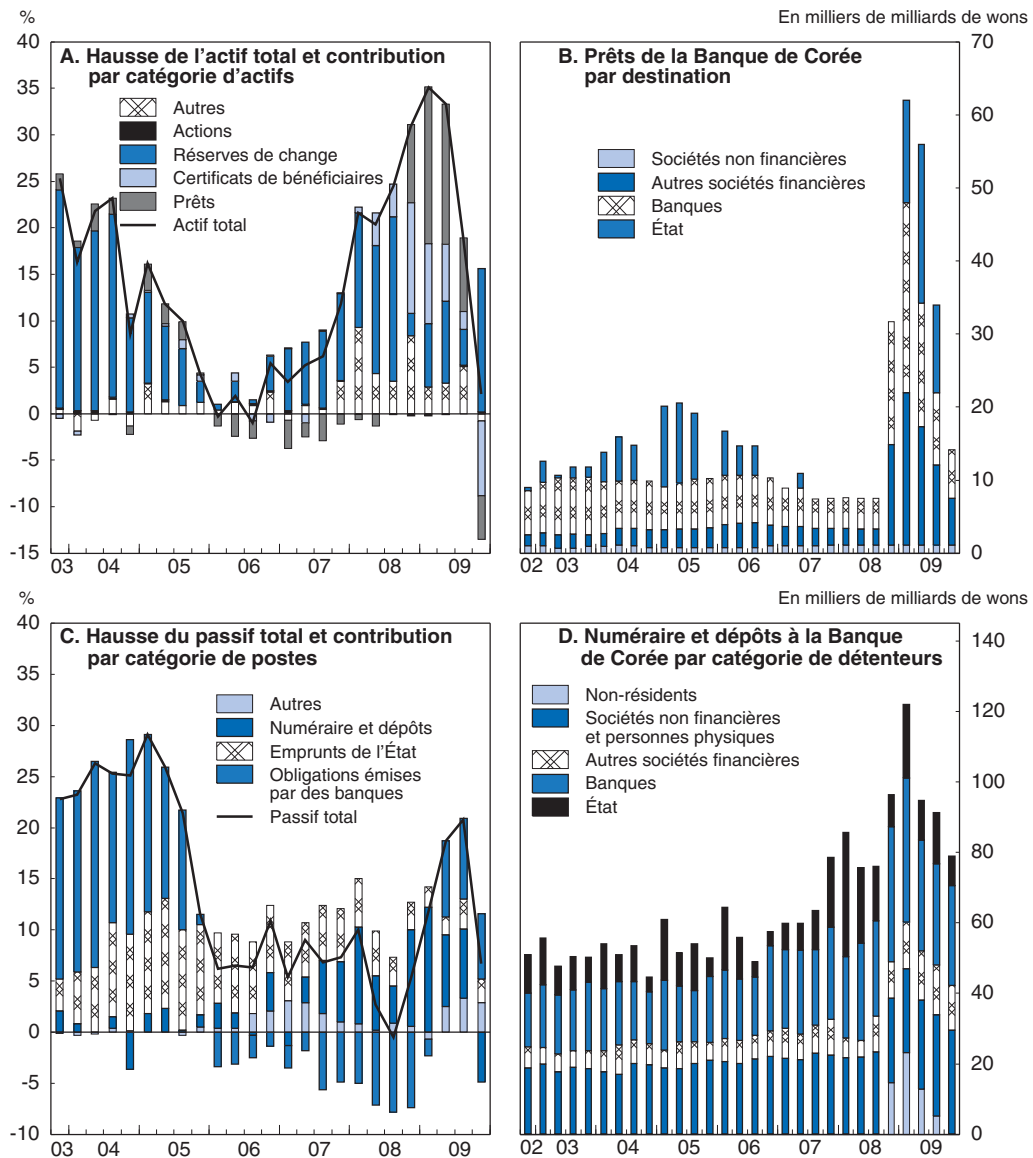 %
En milliers de milliards de wons
A. Hausse de l'actif total et contribution
par catégorie d'actifs
Autres
Actions
Réserves de change
Certificats de bénéficiaires
Prêts
Actif total
40
35
30
25
20
15
10
5
0
-5
-10
-15
03 04 05 06 07 08 09
B. Prêts de la Banque de Corée
par destination
Sociétés non financières
Autres sociétés financières
Banques
État
70
60
50
40
30
20
10
0
02 03 04 05 06 07 08 09
%
En milliers de milliards de wons
C. Hausse du passif total et contribution
par catégorie de postes
Autres
Numéraire et dépôts
Emprunts de l'État
Obligations émises
par des banques
Passif total
40
35
30
25
20
15
10
5
0
-5
-10
03 04 05 06 07 08 09
D. Numéraire et dépôts à la Banque
de Corée par catégorie de détenteurs
Non-résidents
Sociétés non financières
et personnes physiques
Autres sociétés financières
Banques
État
140
120
100
80
60
40
20
0
02 03 04 05 06 07 08 09